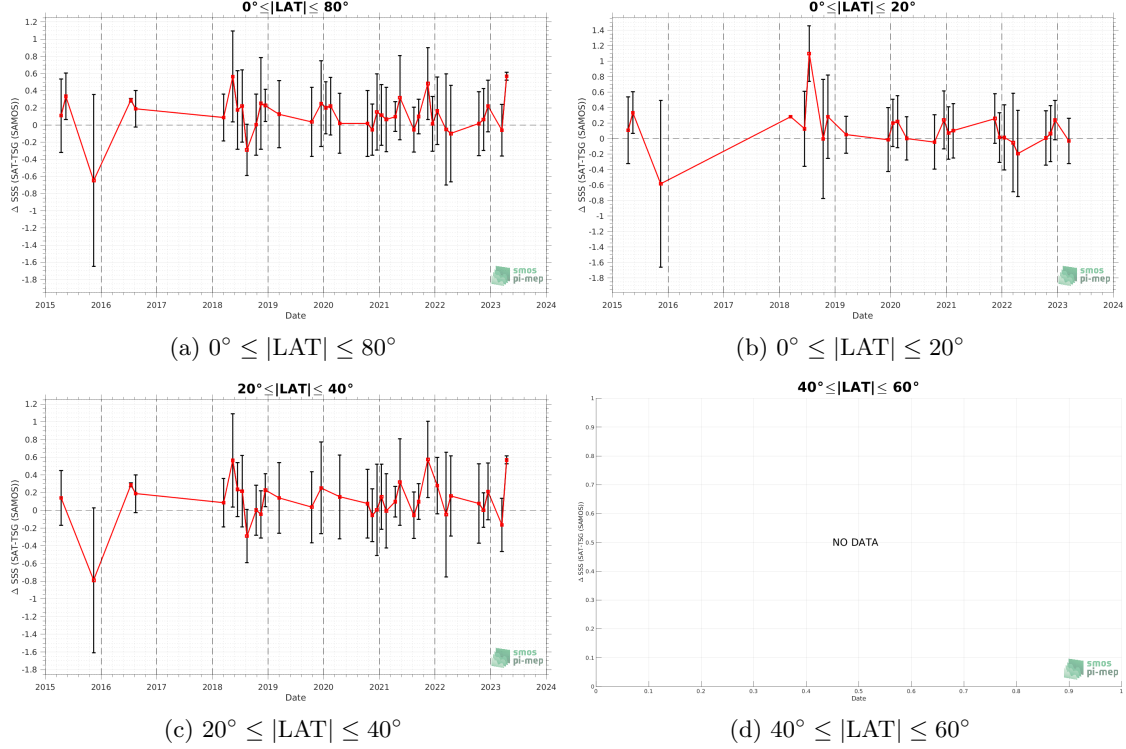 0°≤|LAT|≤ 80°
1.2
1
0.8
0.6
0.4
0.2
0
-0.2
-0.4
-0.6
-0.8
-1
-1.2
-1.4
-1.6
-1.8
Δ SSS (SAT-TSG (SAMOS))
2015 2016 2017 2018 2019 2020 2021 2022 2023 2024
Date
smos
pi-mep
(a) 0° ≤ |LAT| ≤ 80°
0°≤|LAT|≤ 20°
1.4
1.2
1
0.8
0.6
0.4
0.2
0
-0.2
-0.4
-0.6
-0.8
-1
-1.2
-1.4
-1.6
-1.8
Δ SSS (SAT-TSG (SAMOS))
2015 2016 2017 2018 2019 2020 2021 2022 2023 2024
Date
smos
pi-mep
(b) 0° ≤ |LAT| ≤ 20°
20°≤|LAT|≤ 40°
1.2
1
0.8
0.6
0.4
0.2
0
-0.2
-0.4
-0.6
-0.8
-1
-1.2
-1.4
-1.6
-1.8
Δ SSS (SAT-TSG (SAMOS))
2015 2016 2017 2018 2019 2020 2021 2022 2023 2024
Date
smos
pi-mep
(c) 20° ≤ |LAT| ≤ 40°
40°≤|LAT|≤ 60°
1
0.9
0.8
0.7
0.6
0.5
0.4
0.3
0.2
0.1
0
Δ SSS (SAT-TSG (SAMOS))
NO DATA
0 0.1 0.2 0.3 0.4 0.5 0.6 0.7 0.8 0.9 1
Date
smos
pi-mep
(d) 40° ≤ |LAT| ≤ 60°